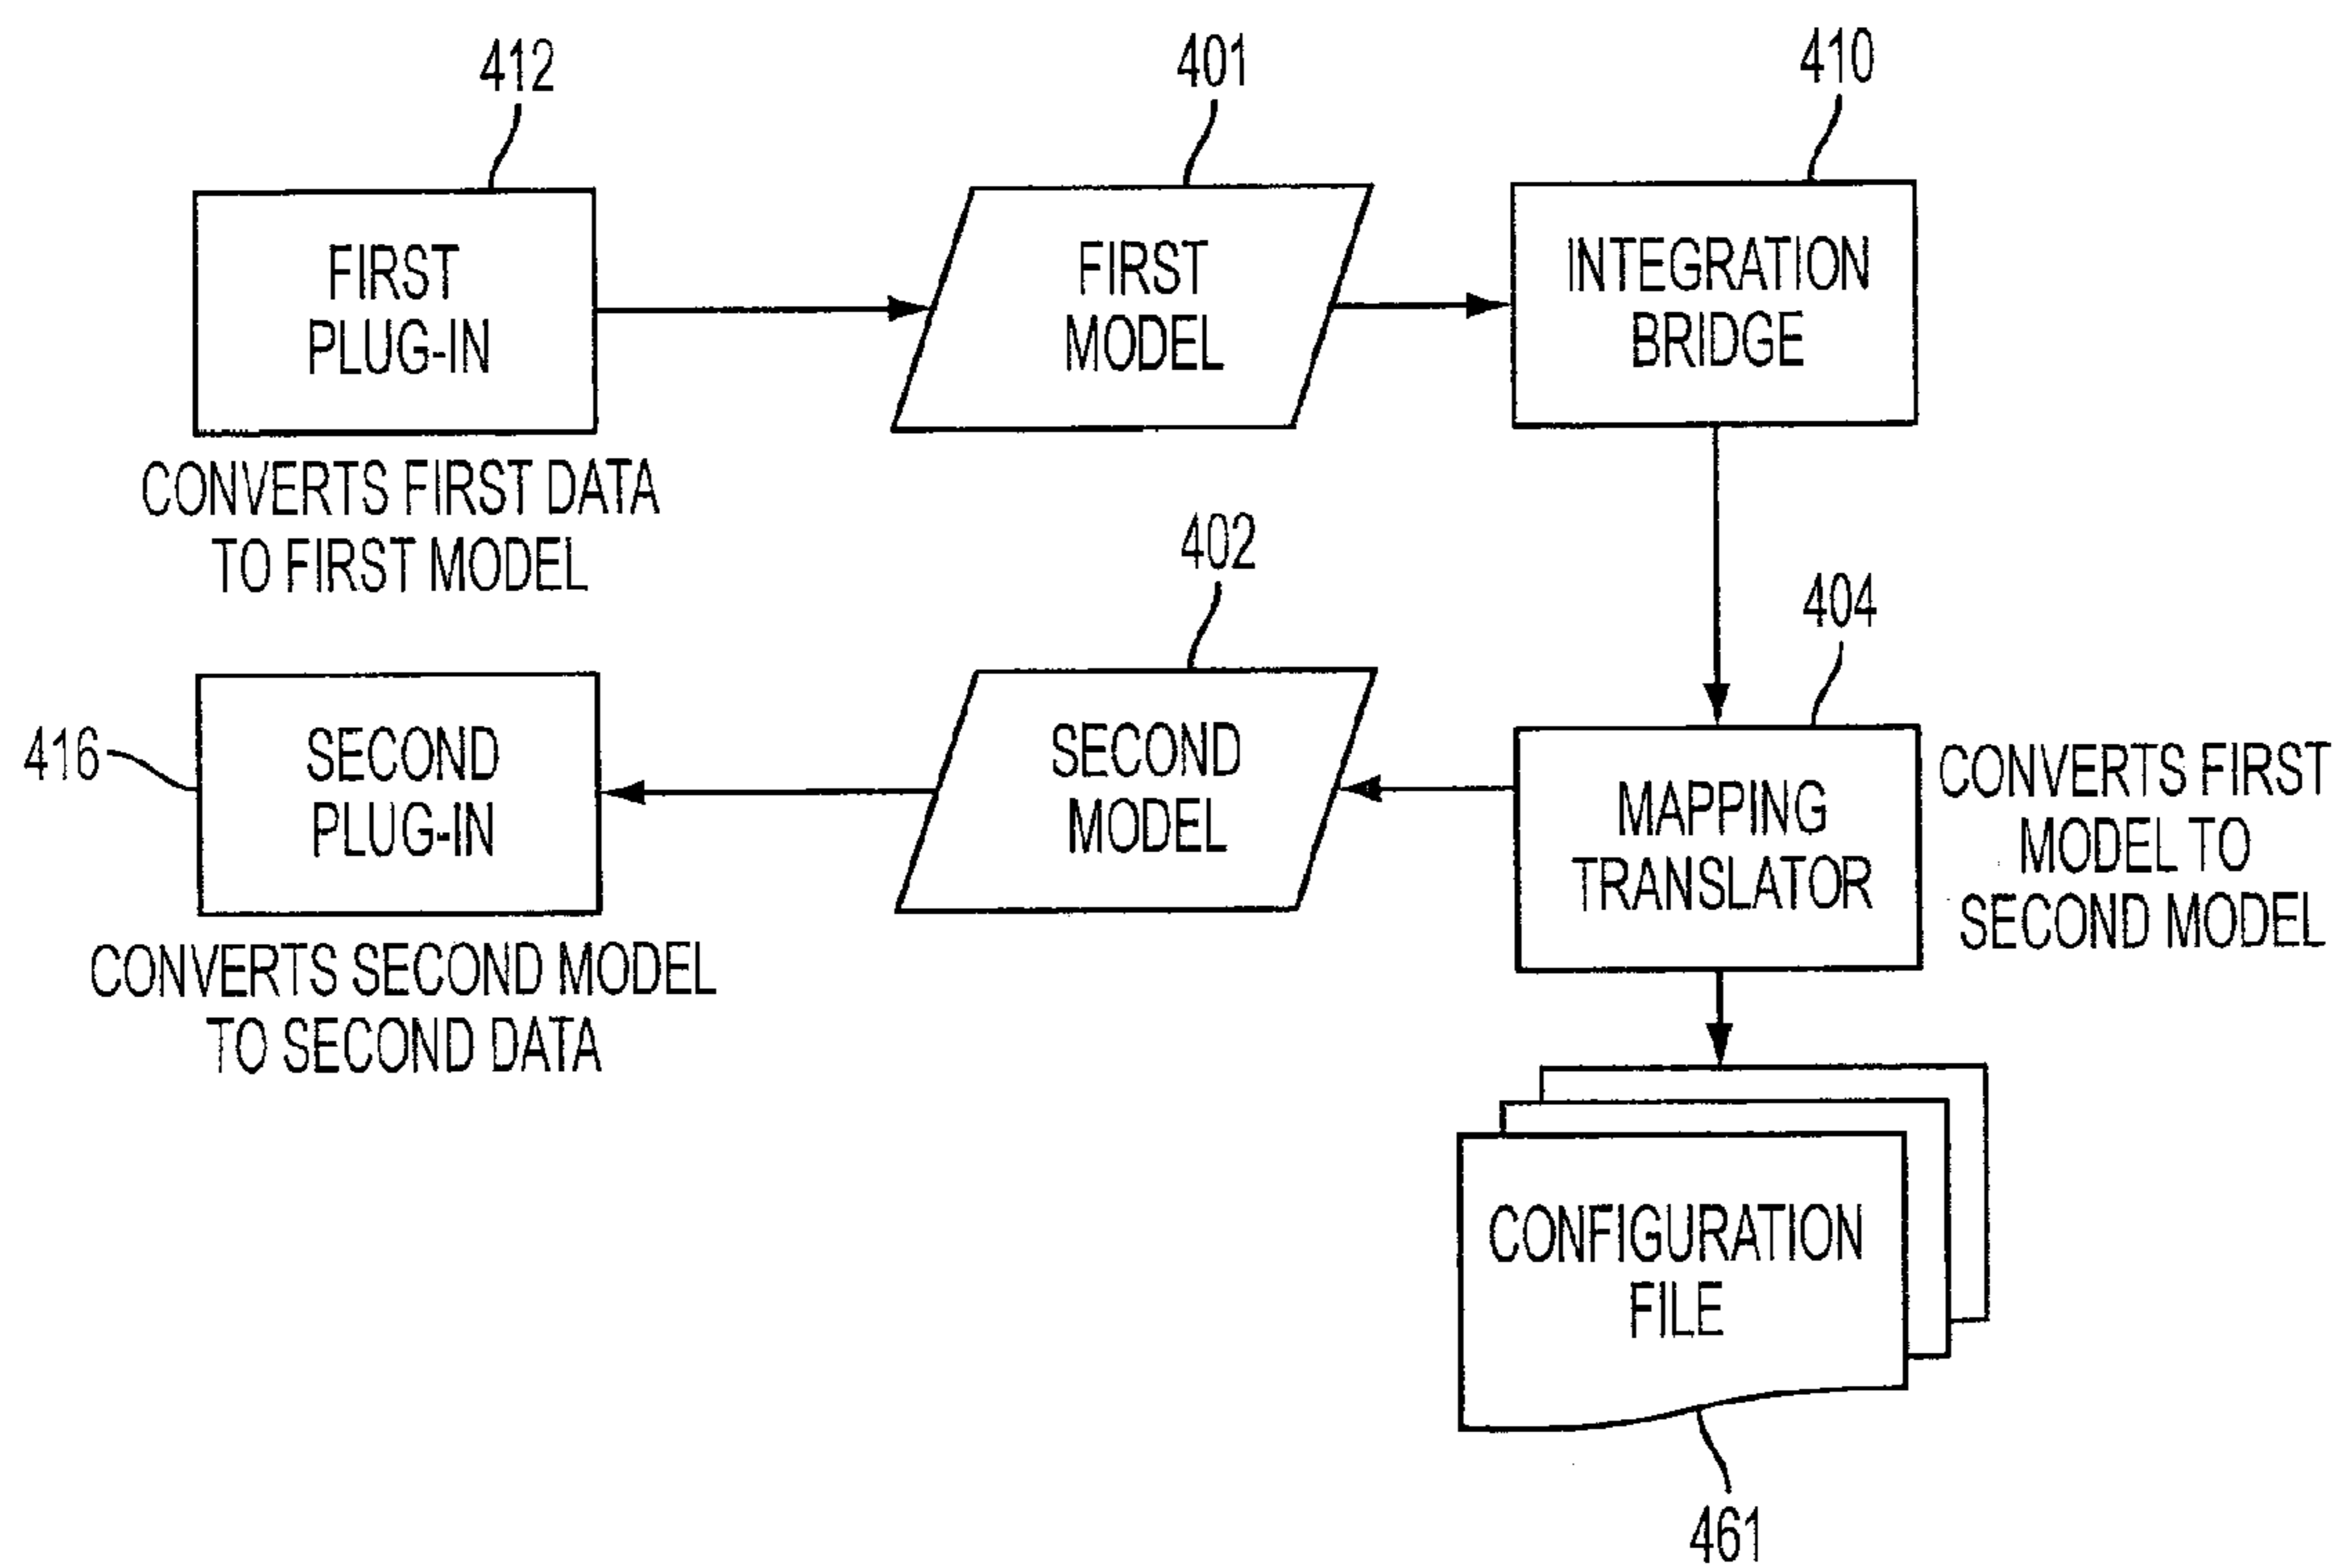 412
401
410
FIRST
PLUG-IN
FIRST
MODEL
INTEGRATION
BRIDGE
CONVERTS FIRST DATA
TO FIRST MODEL
402
404
416
SECOND
PLUG-IN
SECOND
MODEL
MAPPING
TRANSLATOR
CONVERTS FIRST
MODEL TO
SECOND MODEL
CONVERTS SECOND MODEL
TO SECOND DATA
CONFIGURATION
FILE
461